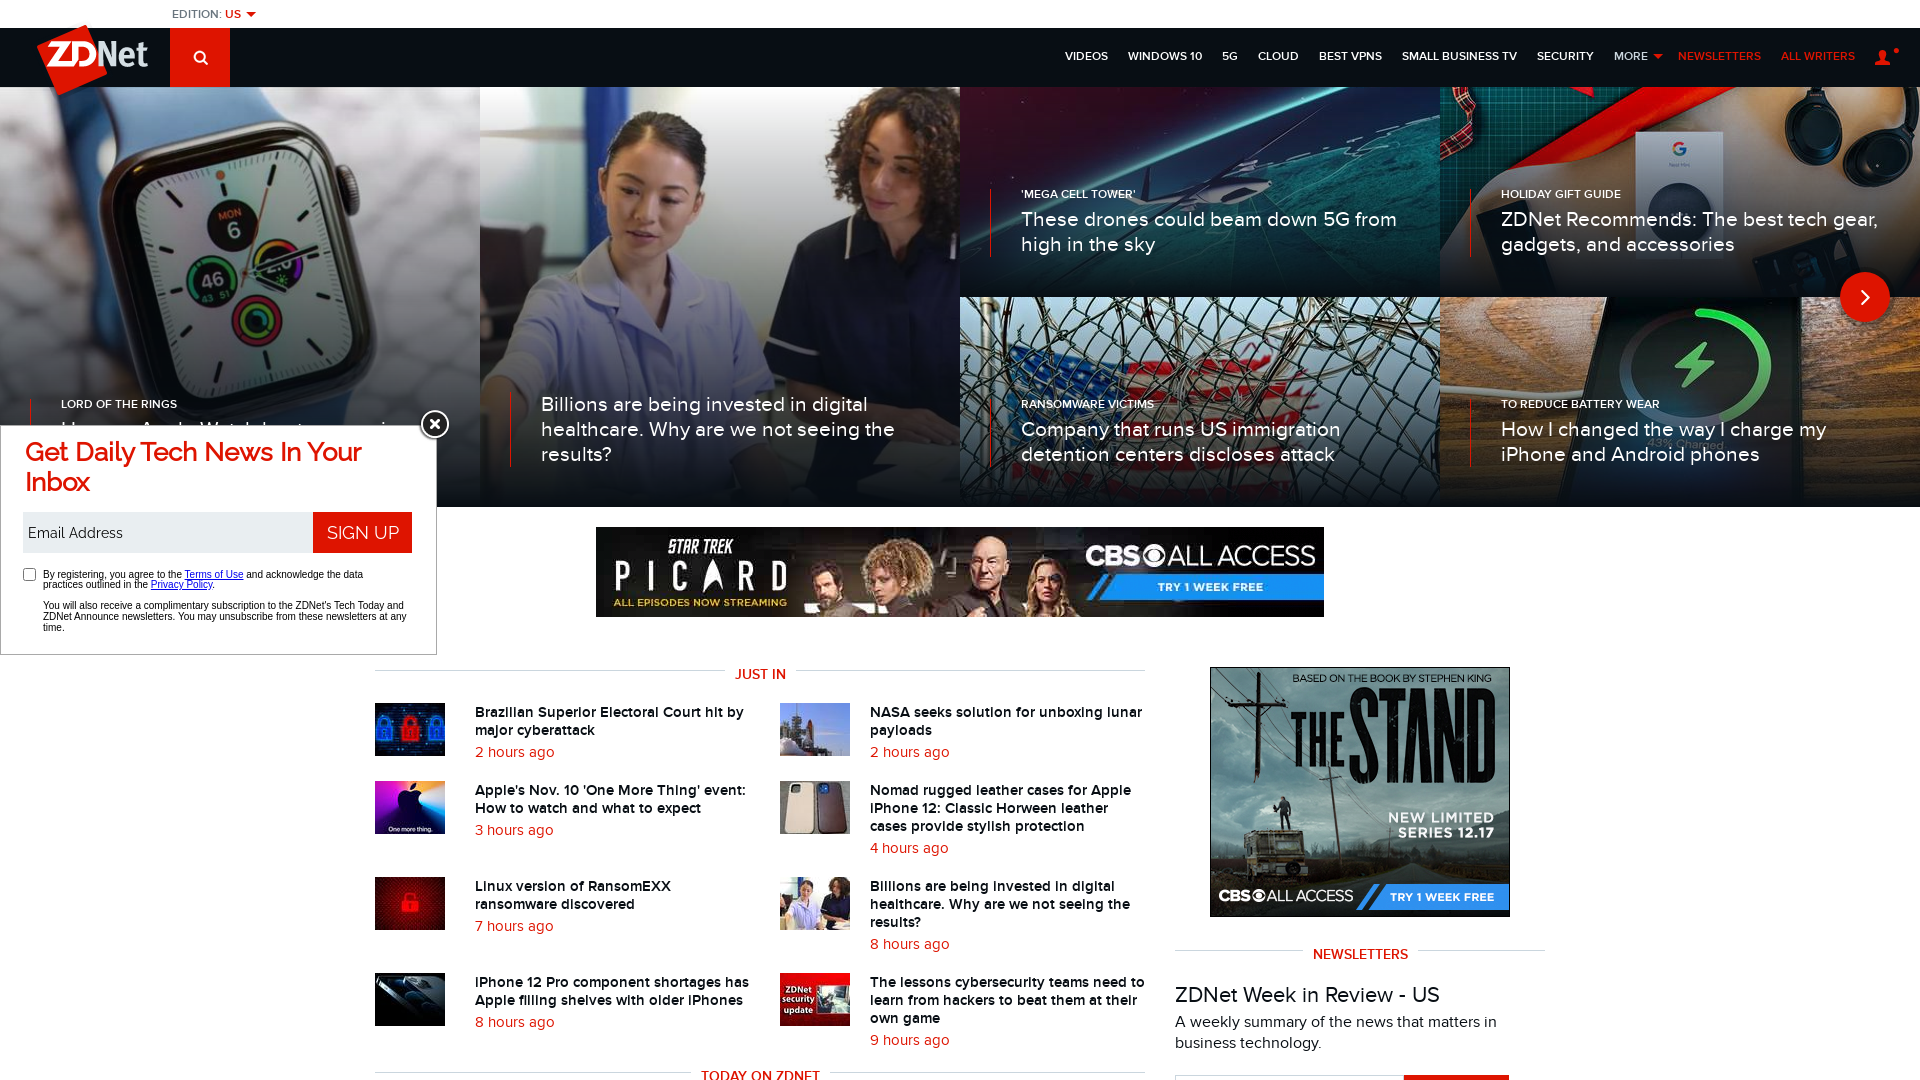 EDITION: US
ZDNet
VIDEOS WINDOWS 10 5G CLOUD BEST VPNS SMALL BUSINESS TV SECURITY MORE NEWSLETTERS ALL WRITERS
MON
6
46
43 51
2.0
LORD OF THE RINGS
Billions are being invested in digital
healthcare. Why are we not seeing the
results?
'MEGA CELL TOWER'
These drones could beam down 5G from
high in the sky
HOLIDAY GIFT GUIDE
ZDNet Recommends: The best tech gear,
gadgets, and accessories
RANSOMWARE VICTIMS
Company that runs US immigration
detention centers discloses attack
TO REDUCE BATTERY WEAR
How I changed the way I charge my
iPhone and Android phones
43% Charged
Get Daily Tech News In Your
Inbox
Email Address
SIGN UP
By registering, you agree to the Terms of Use and acknowledge the data
practices outlined in the Privacy Policy.
You will also receive a complimentary subscription to the ZDNet's Tech Today and
ZDNet Announce newsletters. You may unsubscribe from these newsletters at any
time.
STAR TREK
PICARD
ALL EPISODES NOW STREAMING
CBS ALL ACCESS
TRY 1 WEEK FREE
JUST IN
Brazilian Superior Electoral Court hit by
major cyberattack
2 hours ago
NASA seeks solution for unboxing lunar
payloads
2 hours ago
One more thing.
Apple's Nov. 10 'One More Thing' event:
How to watch and what to expect
3 hours ago
Nomad rugged leather cases for Apple
iPhone 12: Classic Horween leather
cases provide stylish protection
4 hours ago
Linux version of RansomEXX
ransomware discovered
7 hours ago
Billions are being invested in digital
healthcare. Why are we not seeing the
results?
8 hours ago
iPhone 12 Pro component shortages has
Apple filling shelves with older iPhones
8 hours ago
ZDNet
security
update
The lessons cybersecurity teams need to
learn from hackers to beat them at their
own game
9 hours ago
TODAY ON ZDNET
BASED ON THE BOOK BY STEPHEN KING
THE STAND
NEW LIMITED
SERIES 12.17
CBS ALL ACCESS
TRY 1 WEEK FREE
NEWSLETTERS
ZDNet Week in Review - US
A weekly summary of the news that matters in
business technology.